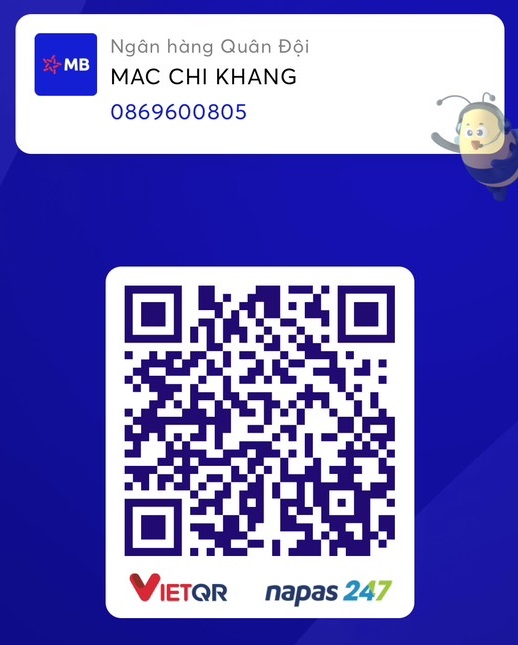 MB
Ngân hàng Quân Đội
MAC CHI KHANG
0869600805
VIETQR
napas 247